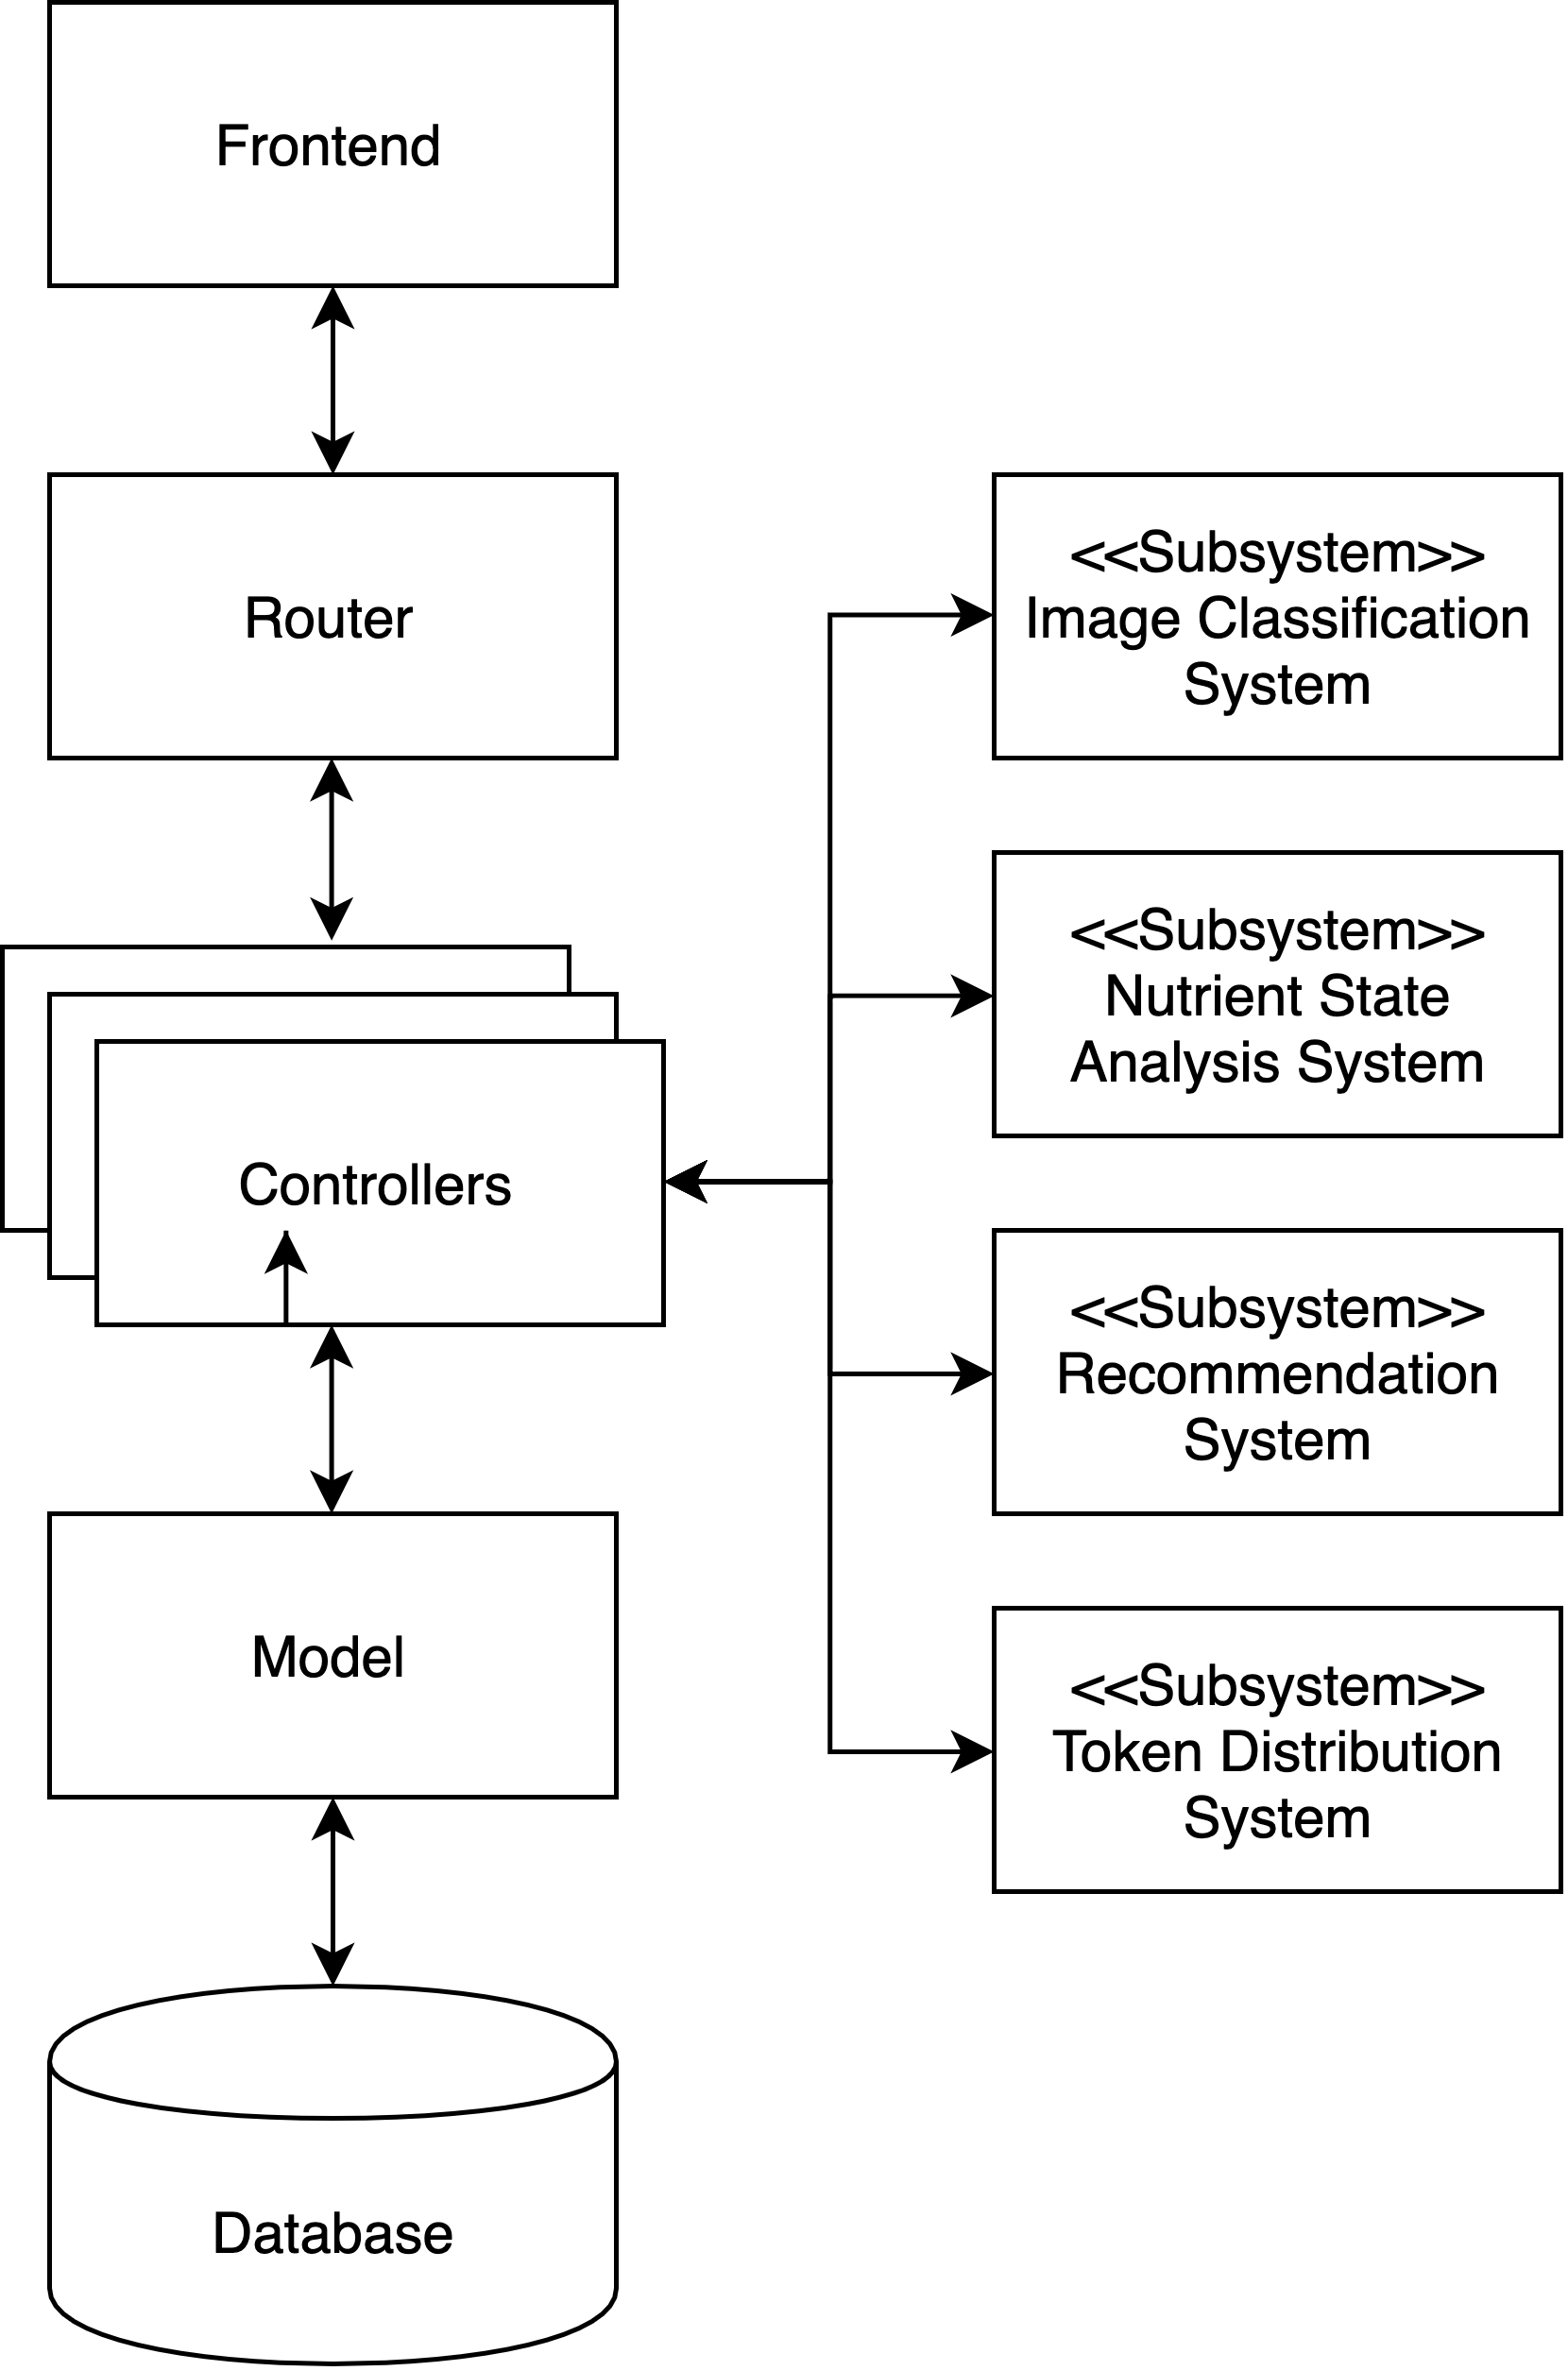 Frontend
Router
<<Subsystem>>
Image Classification
System
<<Subsystem>>
Nutrient State
Analysis System
Controllers
<<Subsystem>>
Recommendation
System
Model
<<Subsystem>>
Token Distribution
System
Database